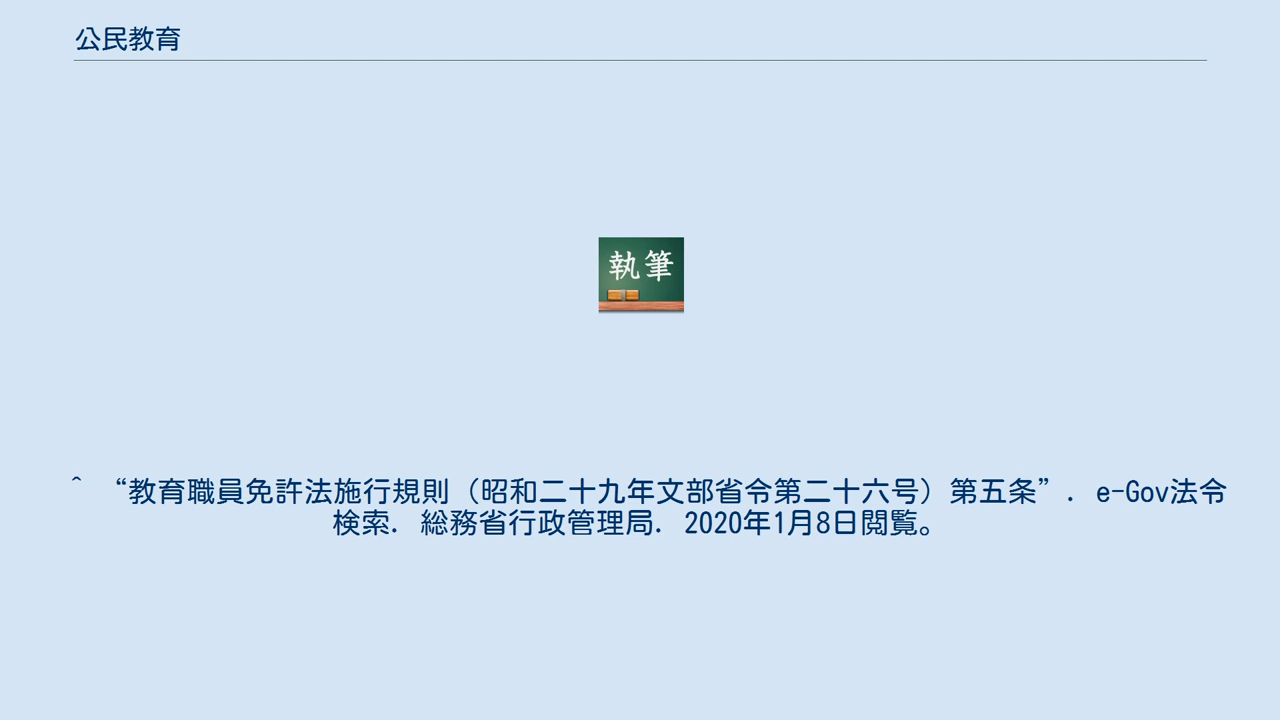 公民教育
執筆
^ “教育職員免許法施行規則（昭和二十九年文部省令第二十六号）第五条”. e-Gov法令
検索. 総務省行政管理局. 2020年1月8日閲覧。